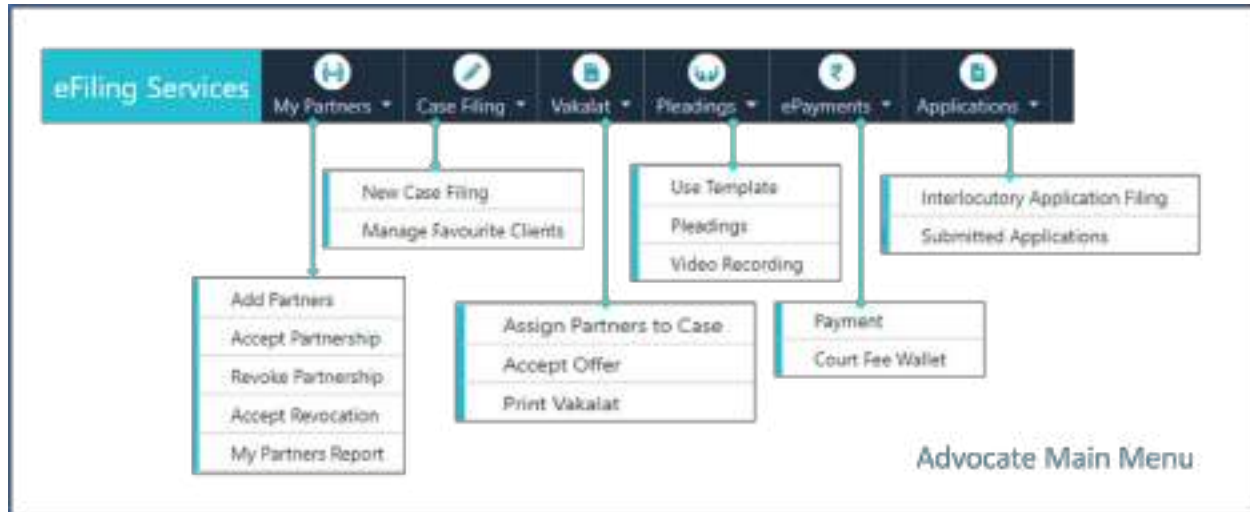 eFiling Services
My Partners
Case Filing
Vakalat
Pleadings
ePayments
Applications
New Case Filing
Manage Favourite Clients
Use Template
Pleadings
Video Recording
Interlocutory Application Filing
Submitted Applications
Add Partners
Accept Partnership
Revoke Partnership
Accept Revocation
My Partners Report
Assign Partners to Case
Accept Offer
Print Vakalat
Payment
Court Fee Wallet
Advocate Main Menu